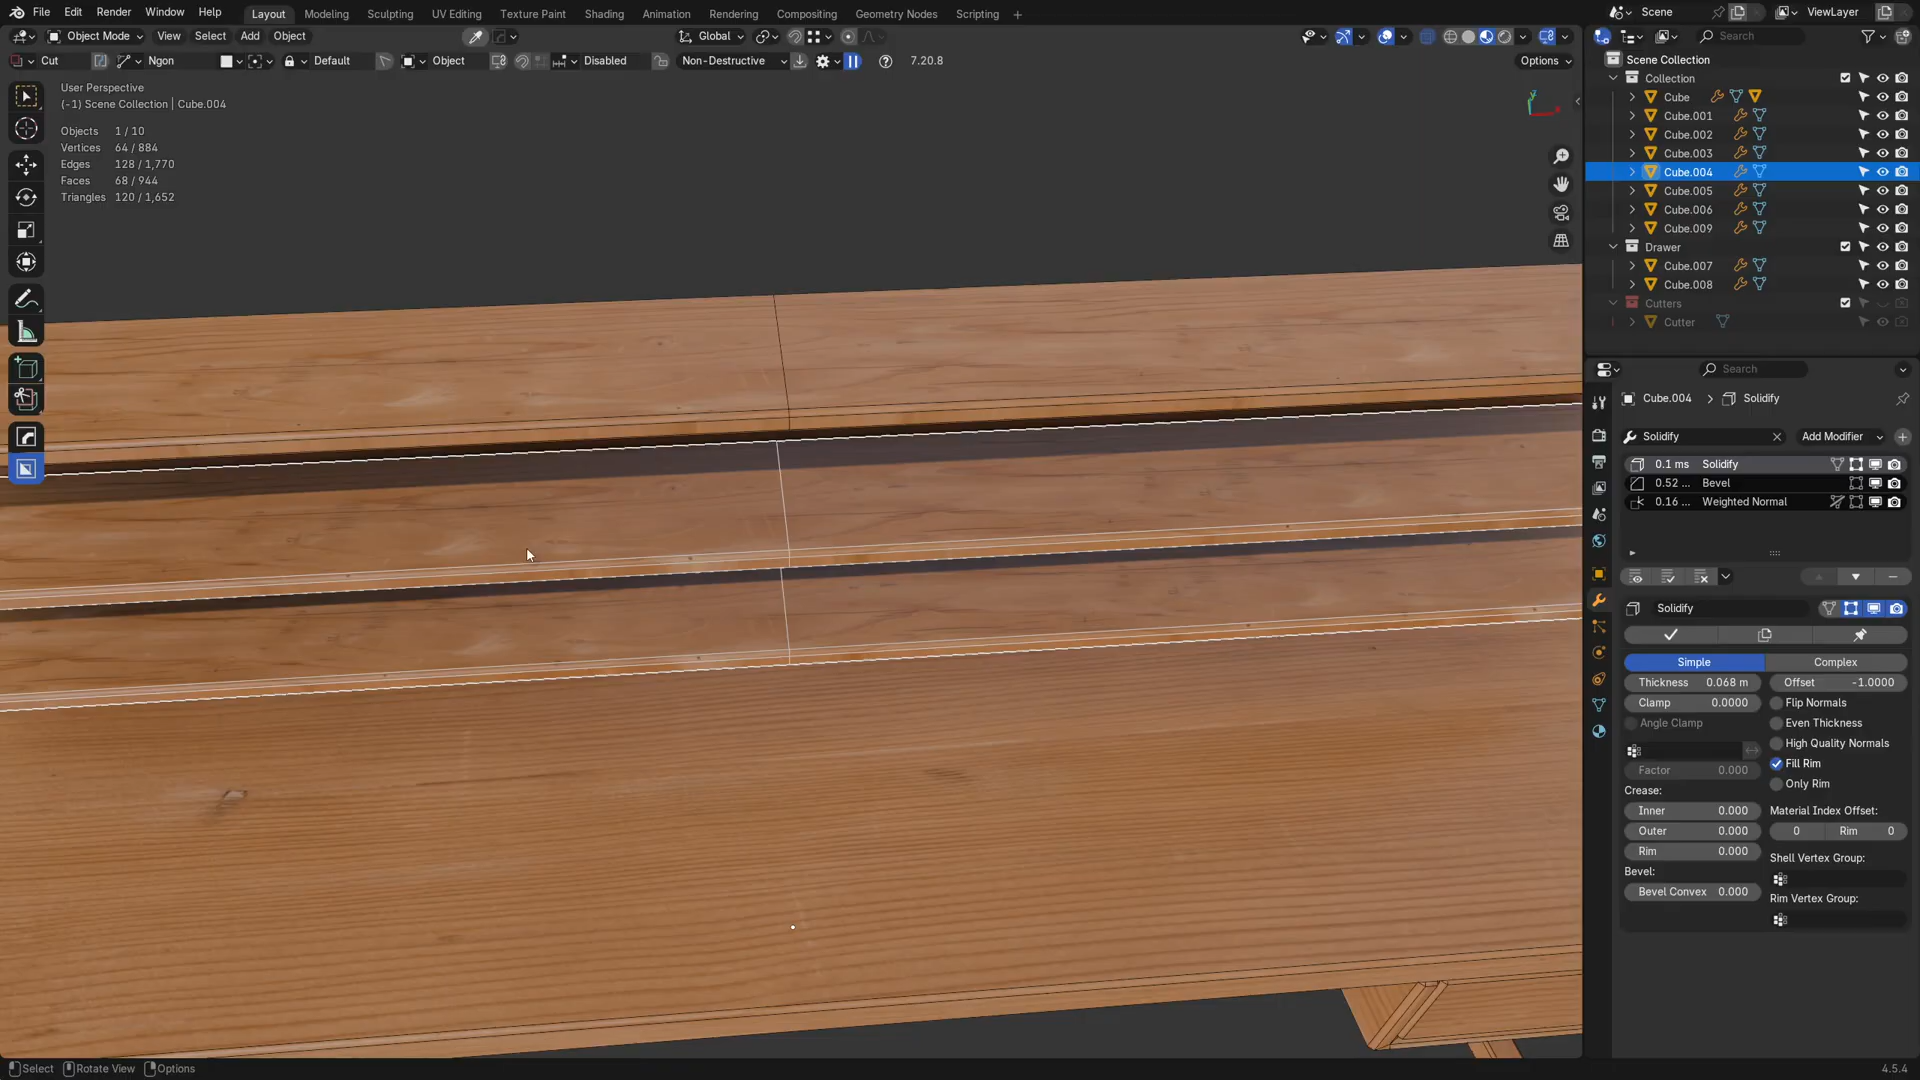 File Edit Render Window Help Layout Modeling Sculpting UV Editing Texture Paint Shading Animation Rendering Compositing Geometry Nodes Scripting + Scene ViewLayer
Object Mode View Select Add Object Global Search
Cut Ngon Default Object Disabled Non-Destructive 7.20.8 Options
User Perspective
(-1) Scene Collection | Cube.004
Objects 1 / 10
Vertices 64 / 884
Edges 128 / 1,770
Faces 68 / 944
Triangles 120 / 1,652
Scene Collection
Collection
Cube
Cube.001
Cube.002
Cube.003
Cube.004
Cube.005
Cube.006
Cube.009
Drawer
Cube.007
Cube.008
Cutters
Cutter
Search
Cube.004 > Solidify
Solidify Add Modifier
0.1 ms Solidify
0.52 ... Bevel
0.16 ... Weighted Normal
Solidify
Simple Complex
Thickness 0.068 m Offset -1.0000
Clamp 0.0000 Flip Normals
Angle Clamp Even Thickness
High Quality Normals
Factor 0.000 Fill Rim
Only Rim
Crease:
Inner 0.000 Material Index Offset:
Outer 0.000 0 Rim 0
Rim 0.000 Shell Vertex Group:
Bevel:
Bevel Convex 0.000 Rim Vertex Group:
Select Rotate View Options 4.5.4